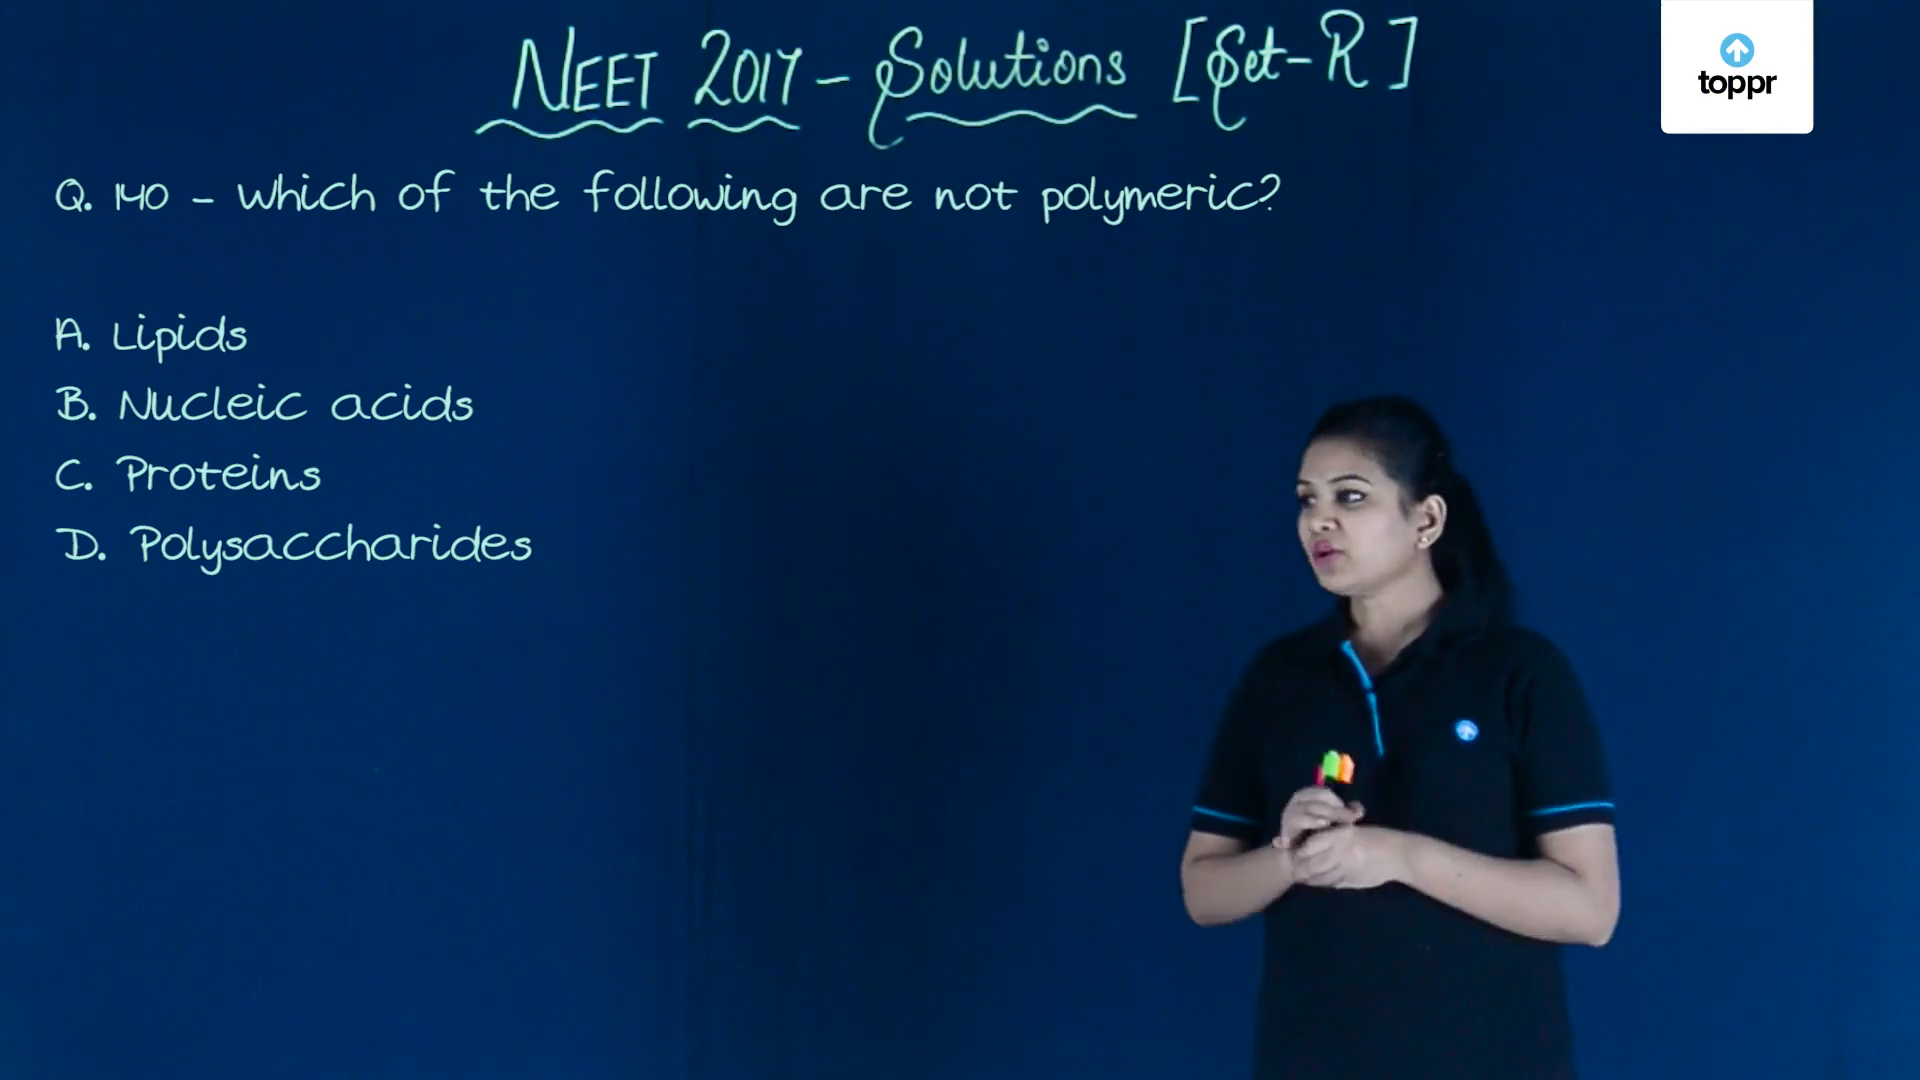 NEET 2017 - Solutions [Set-R]
toppr
Q. 140 - Which of the following are not polymeric?
A. Lipids
B. Nucleic acids
C. Proteins
D. Polysaccharides